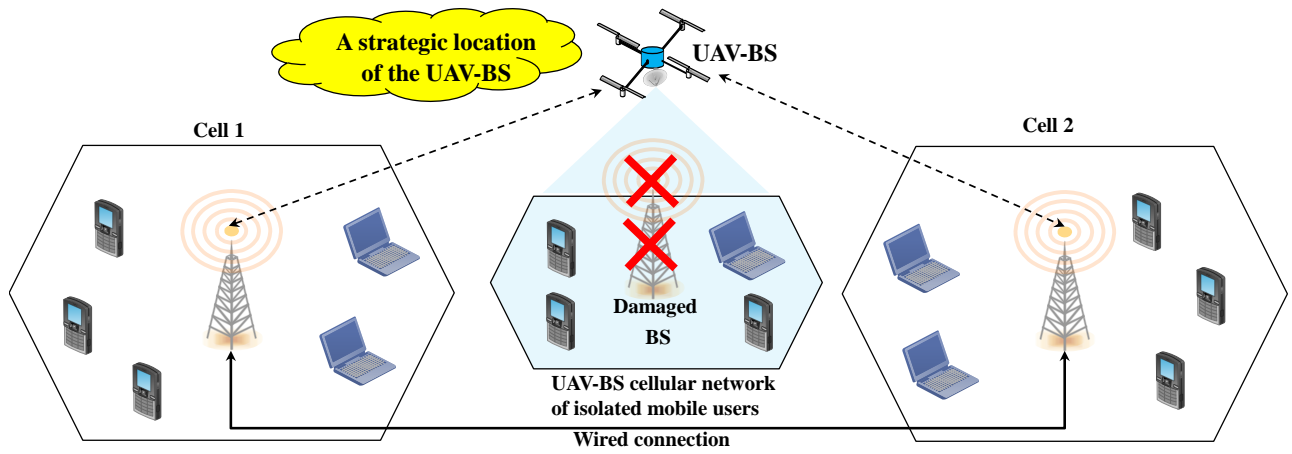 A strategic location
of the UAV-BS
UAV-BS
Cell 1
Cell 2
Damaged
BS
UAV-BS cellular network
of isolated mobile users
Wired connection